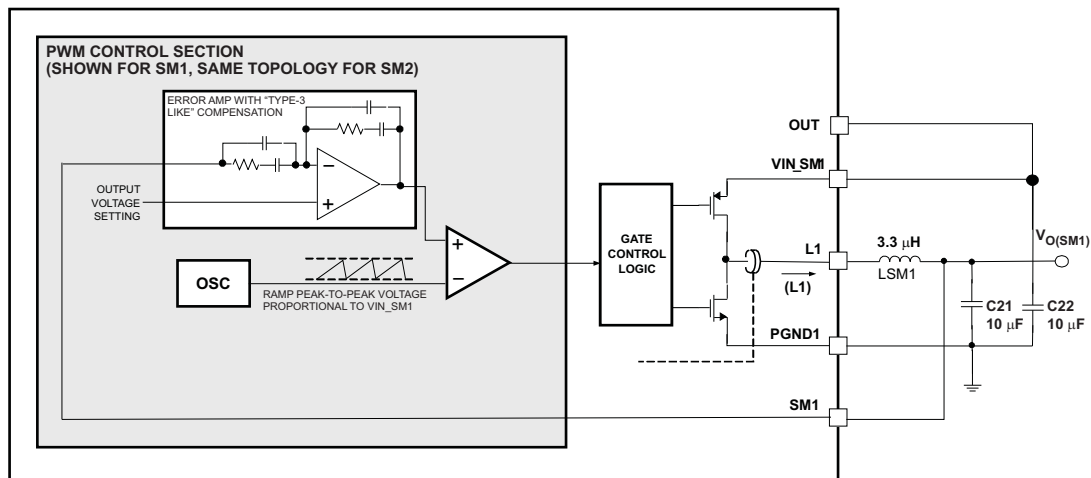 PWM CONTROL SECTION
(SHOWN FOR SM1, SAME TOPOLOGY FOR SM2)
ERROR AMP WITH “TYPE-3
LIKE” COMPENSATION
−
+
OUTPUT
VOLTAGE
SETTING
+
−
OSC
RAMP PEAK-TO-PEAK VOLTAGE
PROPORTIONAL TO VIN_SM1
GATE
CONTROL
LOGIC
OUT
VIN_SM1
L1
(L1)
PGND1
SM1
3.3 μH
LSM1
VO(SM1)
C21
10 μF
C22
10 μF